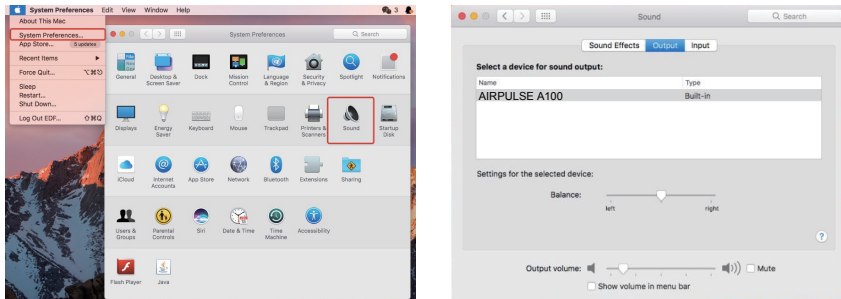 System Preferences Edit View Window Help 3
About This Mac
System Preferences...
App Store... 5 updates
Recent Items ▶
Force Quit... ⌥⌘⎋
Sleep
Restart...
Shut Down...
Log Out EDF... ⇧⌘Q
System Preferences
Search
General
Desktop &
Screen Saver
Dock
Mission
Control
Language
& Region
Security
& Privacy
Spotlight
Notifications
Displays
Energy
Saver
Keyboard
Mouse
Trackpad
Printers &
Scanners
Sound
Startup
Disk
iCloud
Internet
Accounts
App Store
Network
Bluetooth
Extensions
Sharing
Users &
Groups
Parental
Controls
Siri
Date & Time
Time
Machine
Accessibility
Flash Player
Java
Sound
Search
Sound Effects Output Input
Select a device for sound output:
Name Type
AIRPULSE A100 Built-in
Settings for the selected device:
Balance:
left right
?
Output volume: Mute
Show volume in menu bar